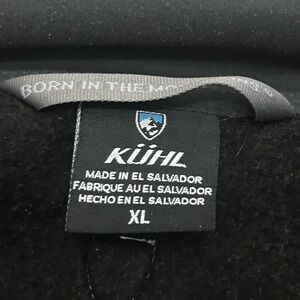 BORN IN THE MO
KÜHL
MADE IN EL SALVADOR
FABRIQUE AU EL SALVADOR
HECHO EN EL SALVADOR
XL